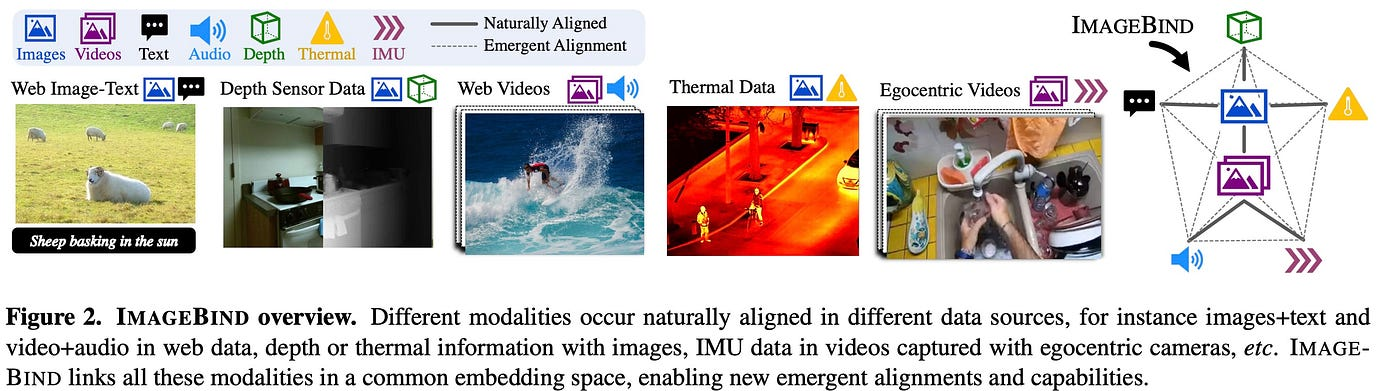 Images Videos Text Audio Depth Thermal IMU
Naturally Aligned
Emergent Alignment
IMAGEBIND
Web Image-Text
Depth Sensor Data
Web Videos
Thermal Data
Egocentric Videos
Sheep basking in the sun
Figure 2. IMAGEBIND overview. Different modalities occur naturally aligned in different data sources, for instance images+text and
video+audio in web data, depth or thermal information with images, IMU data in videos captured with egocentric cameras, etc. IMAGE-
BIND links all these modalities in a common embedding space, enabling new emergent alignments and capabilities.